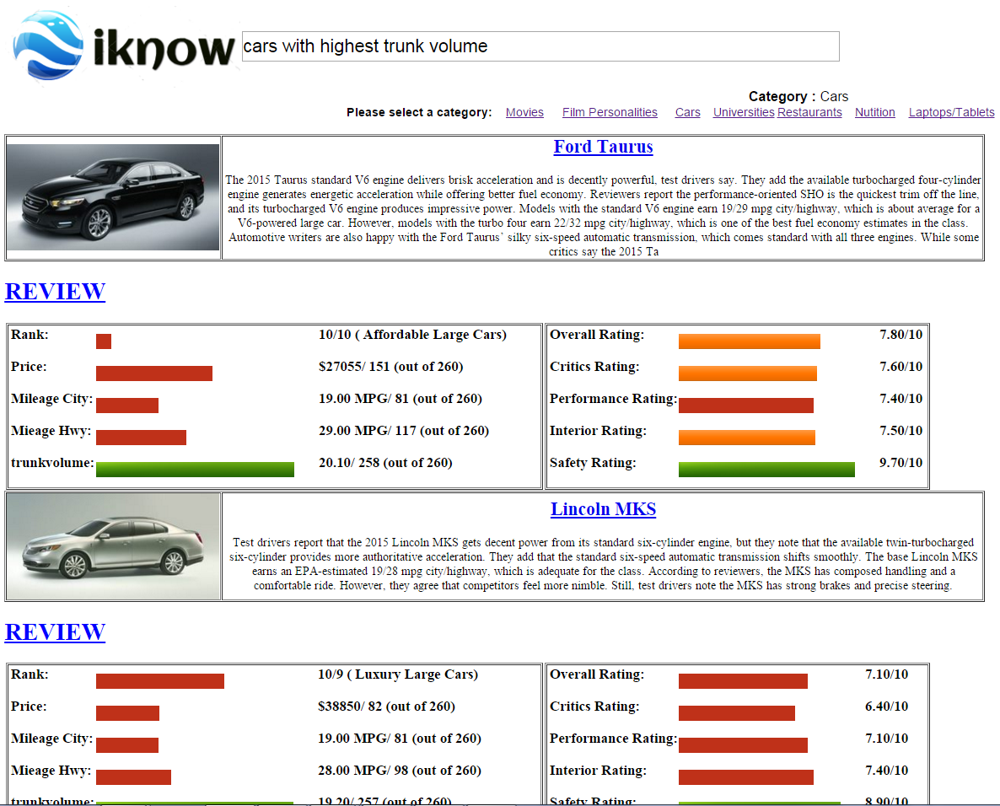 iknow
cars with highest trunk volume
Category : Cars
Please select a category: Movies Film Personalities Cars Universities Restaurants Nutition Laptops/Tablets
Ford Taurus
The 2015 Taurus standard V6 engine delivers brisk acceleration and is decently powerful, test drivers say. They add the available turbocharged four-cylinder
engine generates energetic acceleration while offering better fuel economy. Reviewers report the performance-oriented SHO is the quickest trim off the line,
and its turbocharged V6 engine produces impressive power. Models with the standard V6 engine earn 19/29 mpg city/highway, which is about average for a
V6-powered large car. However, models with the turbo four earn 22/32 mpg city/highway, which is one of the best fuel economy estimates in the class.
Automotive writers are also happy with the Ford Taurus’ silky six-speed automatic transmission, which comes standard with all three engines. While some
critics say the 2015 Ta
REVIEW
Rank: 10/10 ( Affordable Large Cars)
Price: $27055/ 151 (out of 260)
Mileage City: 19.00 MPG/ 81 (out of 260)
Mieage Hwy: 29.00 MPG/ 117 (out of 260)
trunkvolume: 20.10/ 258 (out of 260)
Overall Rating: 7.80/10
Critics Rating: 7.60/10
Performance Rating: 7.40/10
Interior Rating: 7.50/10
Safety Rating: 9.70/10
Lincoln MKS
Test drivers report that the 2015 Lincoln MKS gets decent power from its standard six-cylinder engine, but they note that the available twin-turbocharged
six-cylinder provides more authoritative acceleration. They add that the standard six-speed automatic transmission shifts smoothly. The base Lincoln MKS
earns an EPA-estimated 19/28 mpg city/highway, which is adequate for the class. According to reviewers, the MKS has composed handling and a
comfortable ride. However, they agree that competitors feel more nimble. Still, test drivers note the MKS has strong brakes and precise steering.
REVIEW
Rank: 10/9 ( Luxury Large Cars)
Price: $38850/ 82 (out of 260)
Mileage City: 19.00 MPG/ 81 (out of 260)
Mieage Hwy: 28.00 MPG/ 98 (out of 260)
trunkvolume: 19.20/ 257 (out of 260)
Overall Rating: 7.10/10
Critics Rating: 6.40/10
Performance Rating: 7.10/10
Interior Rating: 7.40/10
Safety Rating: 8.90/10